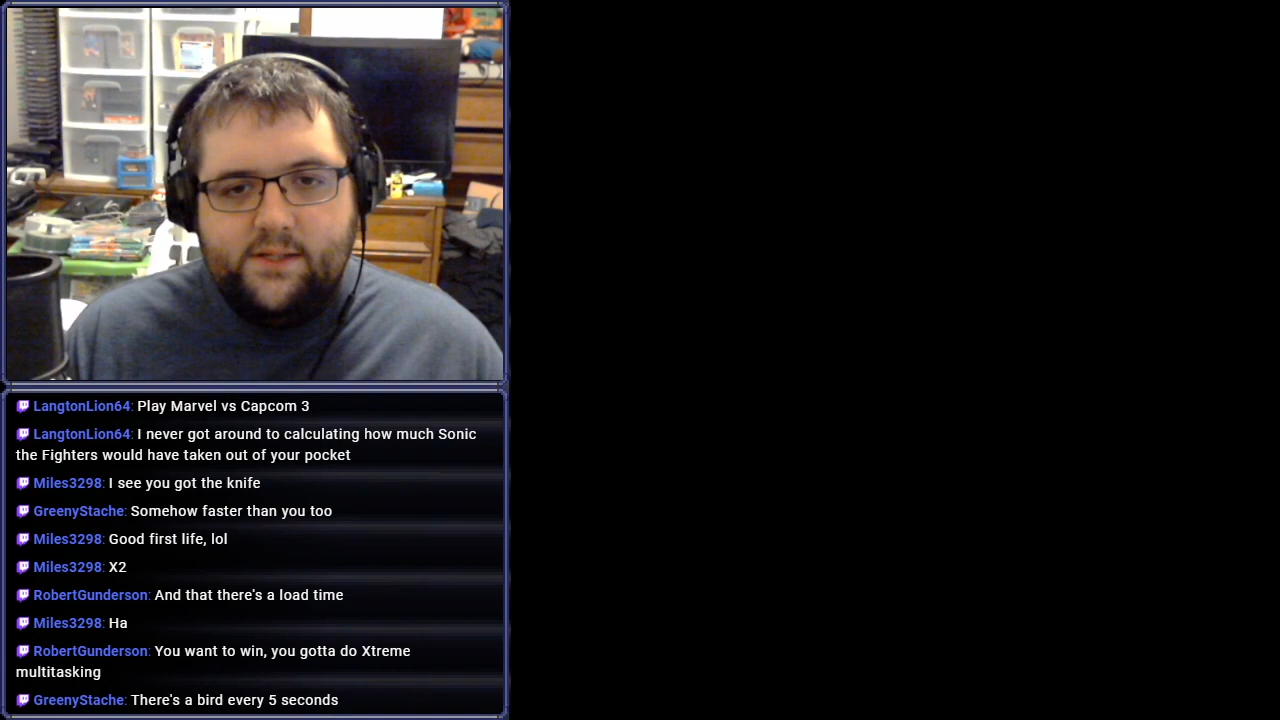 LangtonLion64: Play Marvel vs Capcom 3
LangtonLion64: I never got around to calculating how much Sonic
the Fighters would have taken out of your pocket
Miles3298: I see you got the knife
GreenyStache: Somehow faster than you too
Miles3298: Good first life, lol
Miles3298: X2
RobertGunderson: And that there's a load time
Miles3298: Ha
RobertGunderson: You want to win, you gotta do Xtreme
multitasking
GreenyStache: There's a bird every 5 seconds